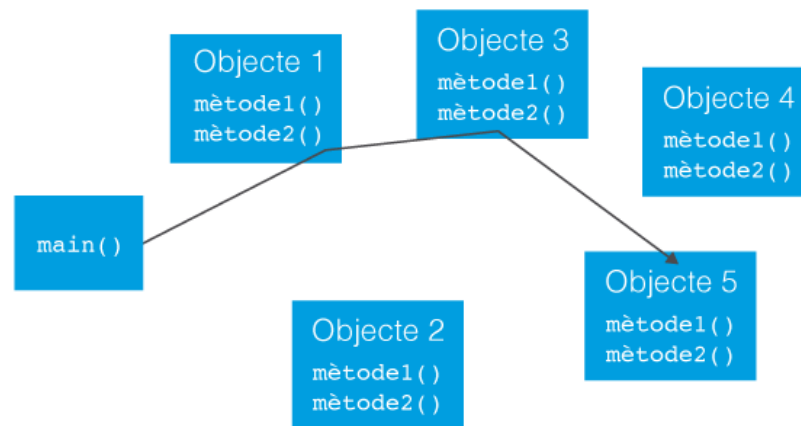 Objecte 1
mètode1()
mètode2()
Objecte 3
mètode1()
mètode2()
Objecte 4
mètode1()
mètode2()
main()
Objecte 5
mètode1()
mètode2()
Objecte 2
mètode1()
mètode2()